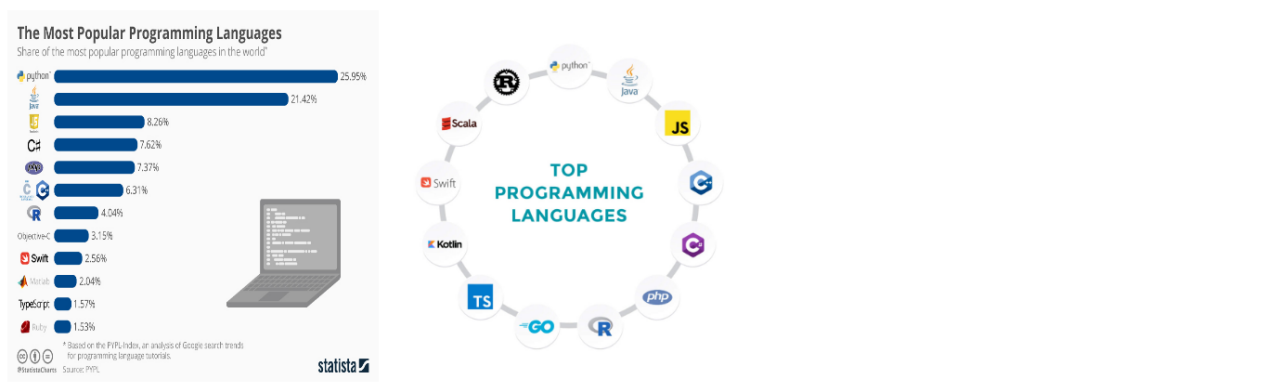 The Most Popular Programming Languages
Share of the most popular programming languages in the world*
python 25.95%
Java 21.42%
8.26%
C# 7.62%
php 7.37%
C C++ 6.31%
R 4.04%
Objective-C 3.15%
Swift 2.56%
Matlab 2.04%
TypeScript 1.57%
Ruby 1.53%
* Based on the PYPL-Index, an analysis of Google search trends
for programming language tutorials.
@StatistaCharts Source: PYPL
statista
TOP
PROGRAMMING
LANGUAGES
python
Java
JS
C++
C#
php
R
GO
TS
Kotlin
Swift
Scala
R